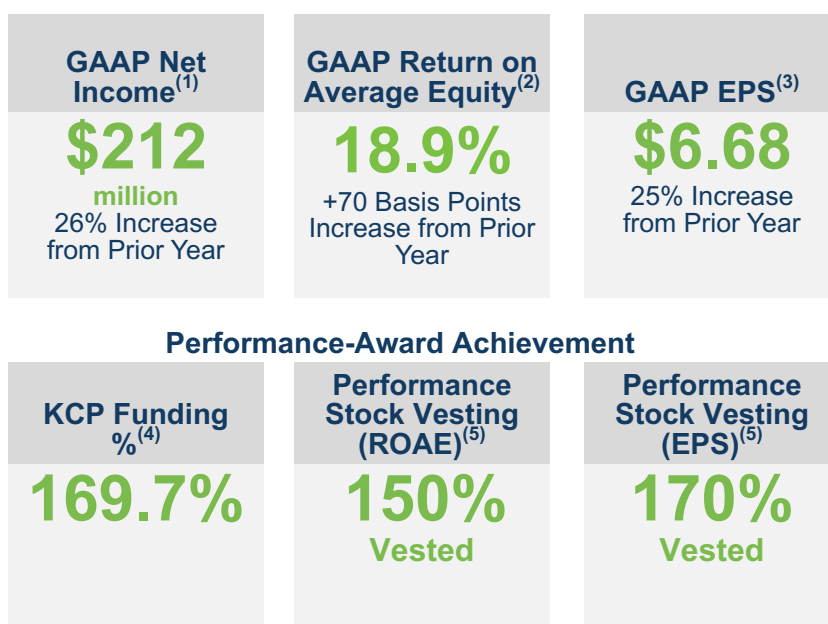 GAAP Net
Income(1)
$212
million
26% Increase
from Prior Year
GAAP Return on
Average Equity(2)
18.9%
+70 Basis Points
Increase from Prior
Year
GAAP EPS(3)
$6.68
25% Increase
from Prior Year
Performance-Award Achievement
KCP Funding
%(4)
169.7%
Performance
Stock Vesting
(ROAE)(5)
150%
Vested
Performance
Stock Vesting
(EPS)(5)
170%
Vested